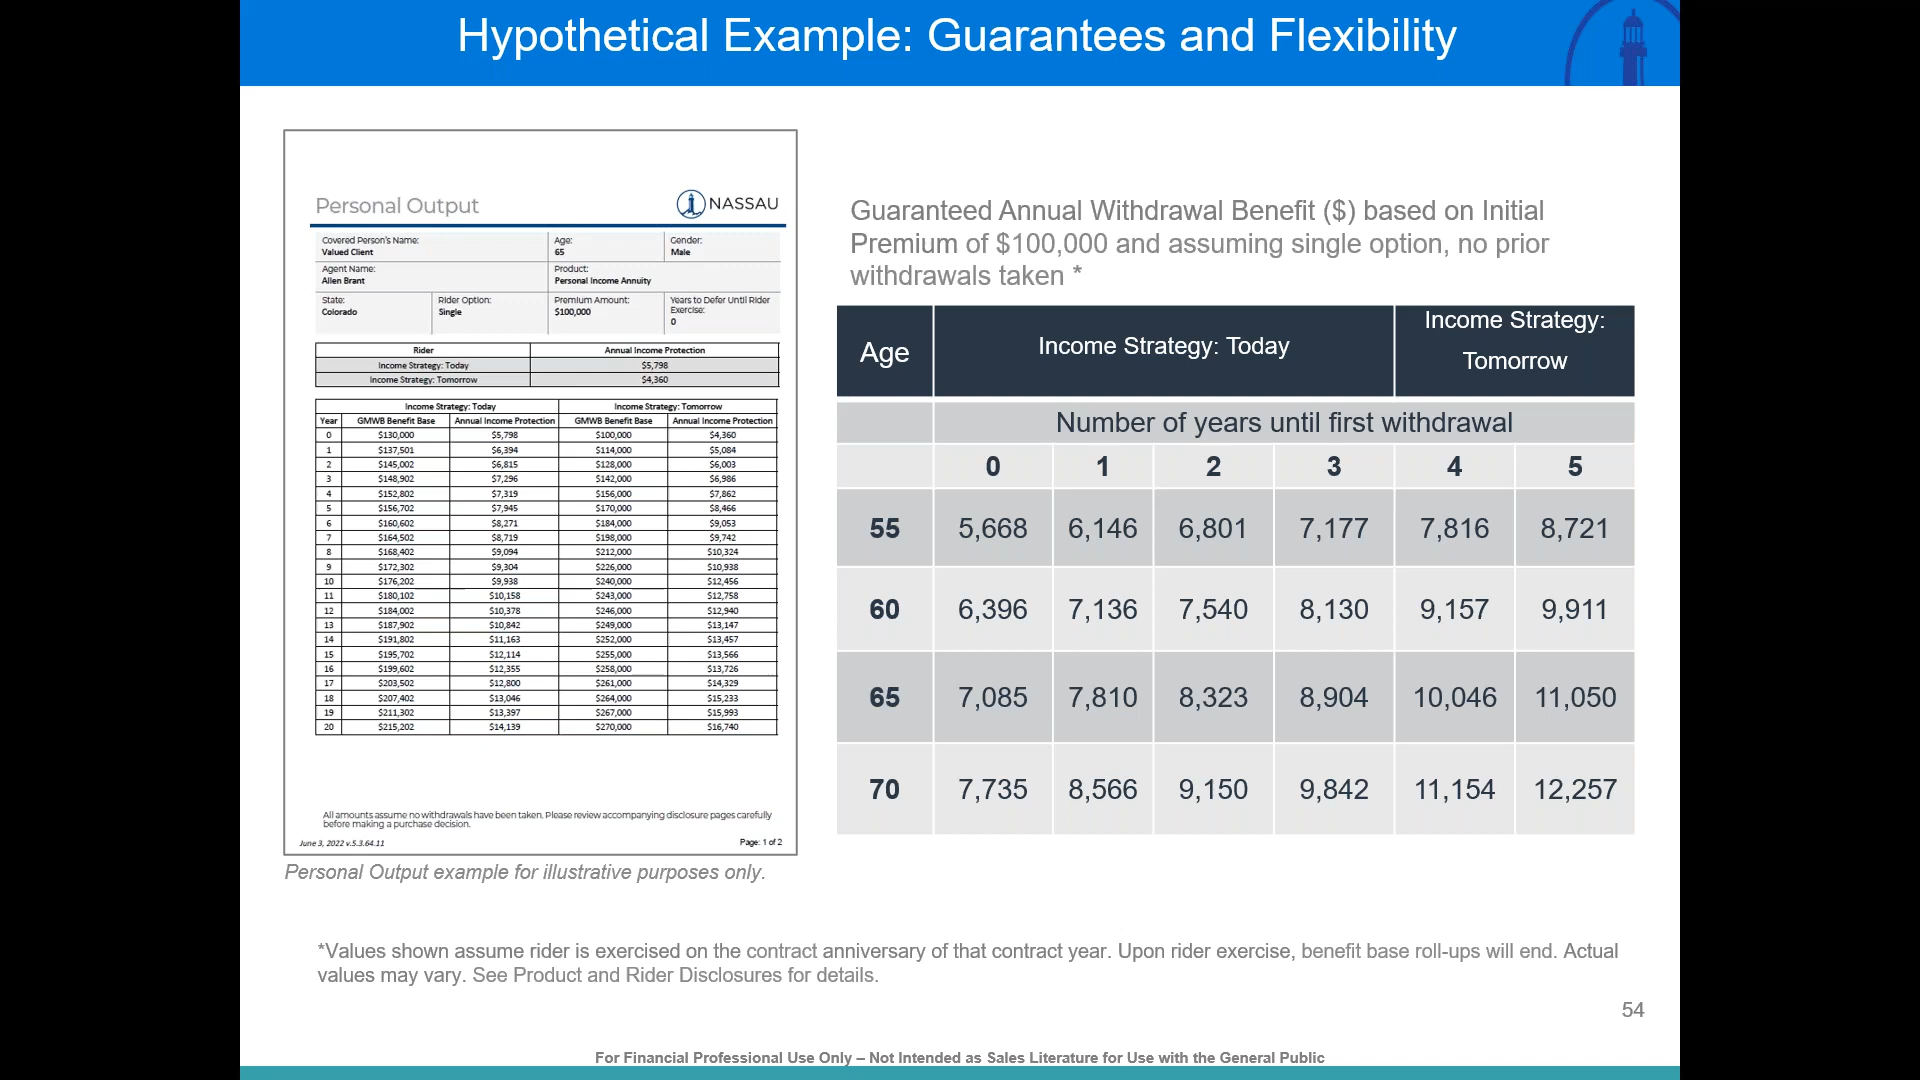 Hypothetical Example: Guarantees and Flexibility
Personal Output
NASSAU
Covered Person's Name:
Valued Client
Age:
65
Gender:
Male
Agent Name:
Allen Brant
Product:
Personal Income Annuity
State:
Colorado
Rider Option:
Single
Premium Amount:
$100,000
Years to Defer Until Rider
Exercise:
0
Rider Annual Income Protection
Income Strategy: Today $5,798
Income Strategy: Tomorrow $4,360
Income Strategy: Today Income Strategy: Tomorrow
Year GMWB Benefit Base Annual Income Protection GMWB Benefit Base Annual Income Protection
0 $130,000 $5,798 $100,000 $4,360
1 $137,501 $6,394 $114,000 $5,084
2 $145,002 $6,815 $128,000 $6,003
3 $148,902 $7,296 $142,000 $6,986
4 $152,802 $7,319 $156,000 $7,862
5 $156,702 $7,945 $170,000 $8,466
6 $160,602 $8,271 $184,000 $9,053
7 $164,502 $8,719 $198,000 $9,742
8 $168,402 $9,094 $212,000 $10,324
9 $172,302 $9,304 $226,000 $10,938
10 $176,202 $9,938 $240,000 $12,456
11 $180,102 $10,158 $243,000 $12,758
12 $184,002 $10,378 $246,000 $12,940
13 $187,902 $10,842 $249,000 $13,147
14 $191,802 $11,163 $252,000 $13,457
15 $195,702 $12,114 $255,000 $13,566
16 $199,602 $12,355 $258,000 $13,726
17 $203,502 $12,800 $261,000 $14,329
18 $207,402 $13,046 $264,000 $15,233
19 $211,302 $13,397 $267,000 $15,993
20 $215,202 $14,139 $270,000 $16,740
All amounts assume no withdrawals have been taken. Please review accompanying disclosure pages carefully
before making a purchase decision.
June 3, 2022 v.5.3.64.11
Page: 1 of 2
Personal Output example for illustrative purposes only.
Guaranteed Annual Withdrawal Benefit ($) based on Initial
Premium of $100,000 and assuming single option, no prior
withdrawals taken *
Age Income Strategy: Today Income Strategy:
Tomorrow
Number of years until first withdrawal
0 1 2 3 4 5
55 5,668 6,146 6,801 7,177 7,816 8,721
60 6,396 7,136 7,540 8,130 9,157 9,911
65 7,085 7,810 8,323 8,904 10,046 11,050
70 7,735 8,566 9,150 9,842 11,154 12,257
*Values shown assume rider is exercised on the contract anniversary of that contract year. Upon rider exercise, benefit base roll-ups will end. Actual
values may vary. See Product and Rider Disclosures for details.
54
For Financial Professional Use Only – Not Intended as Sales Literature for Use with the General Public